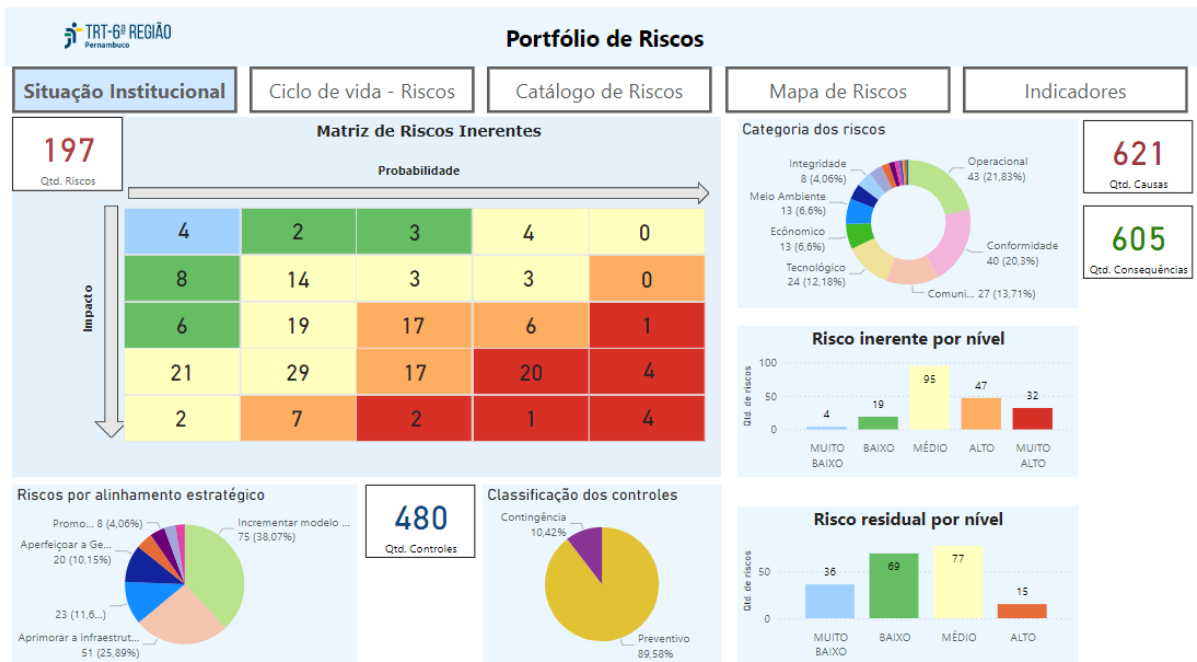 TRT-6ª REGIÃO
Pernambuco
Portfólio de Riscos
Situação Institucional
Ciclo de vida - Riscos
Catálogo de Riscos
Mapa de Riscos
Indicadores
197
Qtd. Riscos
Matriz de Riscos Inerentes
Probabilidade
Impacto
4 2 3 4 0
8 14 3 3 0
6 19 17 6 1
21 29 17 20 4
2 7 2 1 4
Categoria dos riscos
Integridade
8 (4,06%)
Meio Ambiente
13 (6,6%)
Ecônomico
13 (6,6%)
Tecnológico
24 (12,18%)
Operacional
43 (21,83%)
Conformidade
40 (20,3%)
Comuni... 27 (13,71%)
621
Qtd. Causas
605
Qtd. Consequências
Risco inerente por nível
Qtd. de riscos
100
50
0
4
19
95
47
32
MUITO
BAIXO
BAIXO
MÉDIO
ALTO
MUITO
ALTO
Riscos por alinhamento estratégico
Promo... 8 (4,06%)
Aperfeiçoar a Ge...
20 (10,15%)
23 (11,6...)
Aprimorar a infraestrut...
51 (25,89%)
Incrementar modelo ...
75 (38,07%)
480
Qtd. Controles
Classificação dos controles
Contingência
10,42%
Preventivo
89,58%
Risco residual por nível
Qtd. de riscos
50
0
36
69
77
15
MUITO
BAIXO
BAIXO
MÉDIO
ALTO